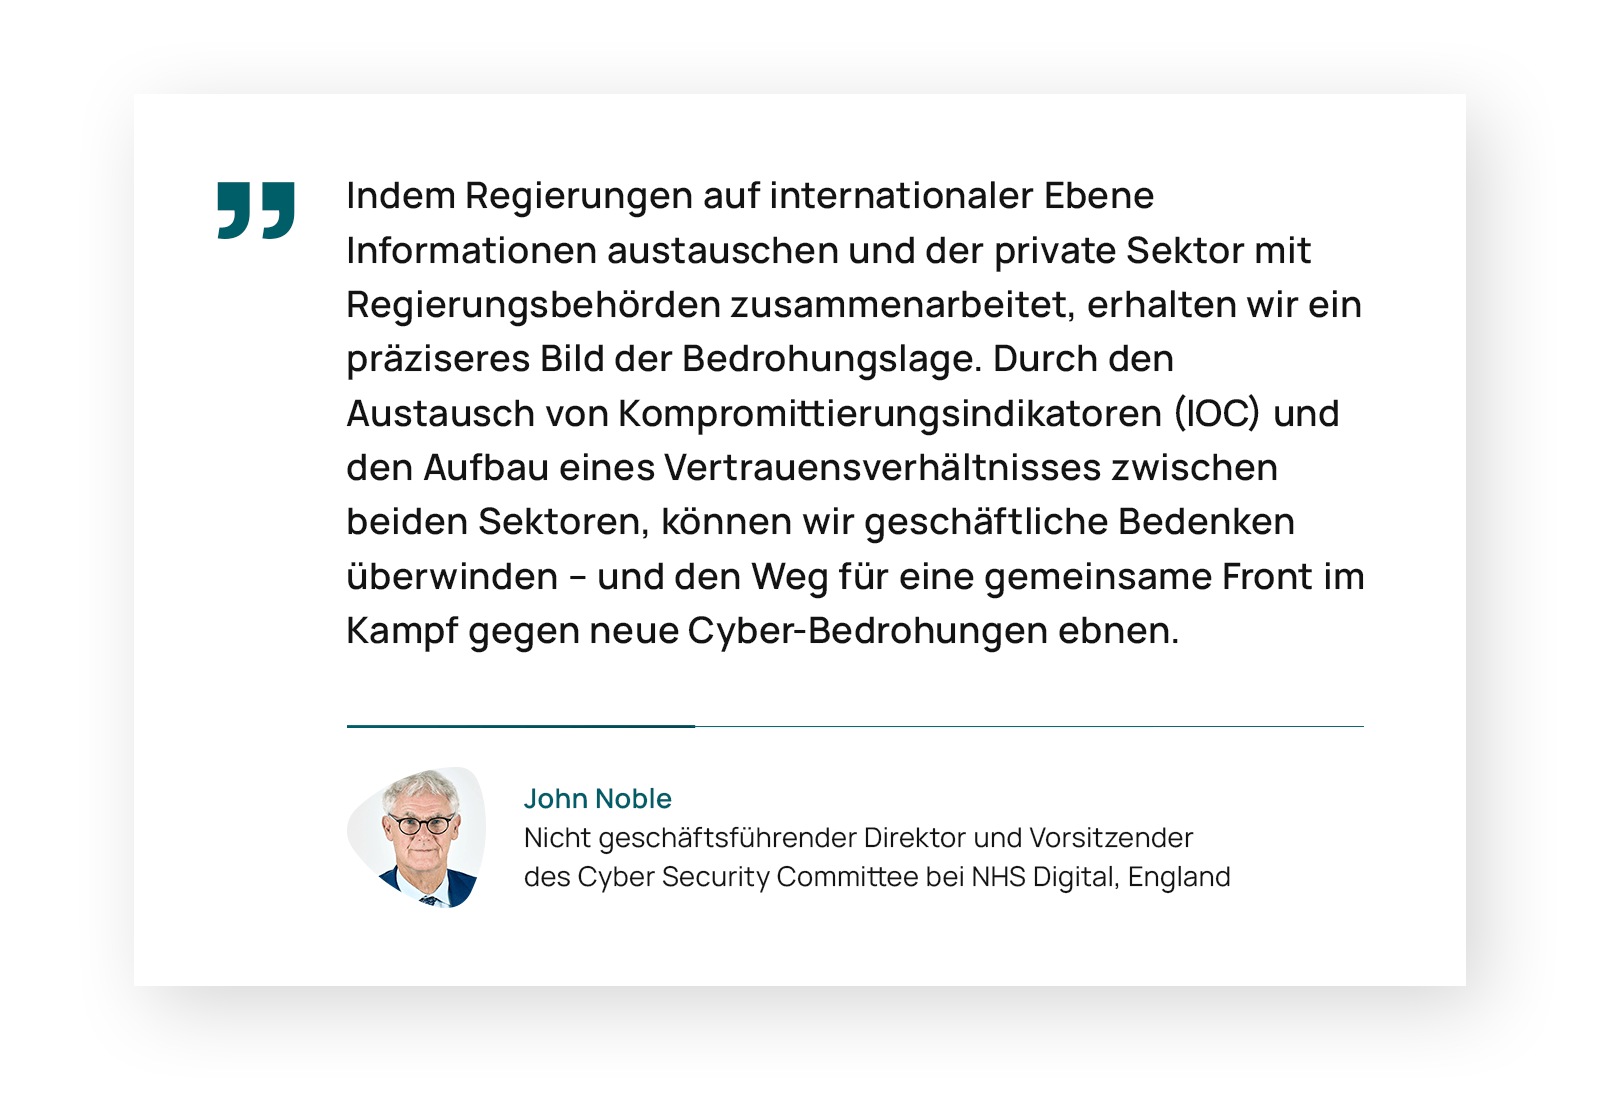 Indem Regierungen auf internationaler Ebene
Informationen austauschen und der private Sektor mit
Regierungsbehörden zusammenarbeitet, erhalten wir ein
präziseres Bild der Bedrohungslage. Durch den
Austausch von Kompromittierungsindikatoren (IOC) und
den Aufbau eines Vertrauensverhältnisses zwischen
beiden Sektoren, können wir geschäftliche Bedenken
überwinden – und den Weg für eine gemeinsame Front im
Kampf gegen neue Cyber-Bedrohungen ebnen.
John Noble
Nicht geschäftsführender Direktor und Vorsitzender
des Cyber Security Committee bei NHS Digital, England